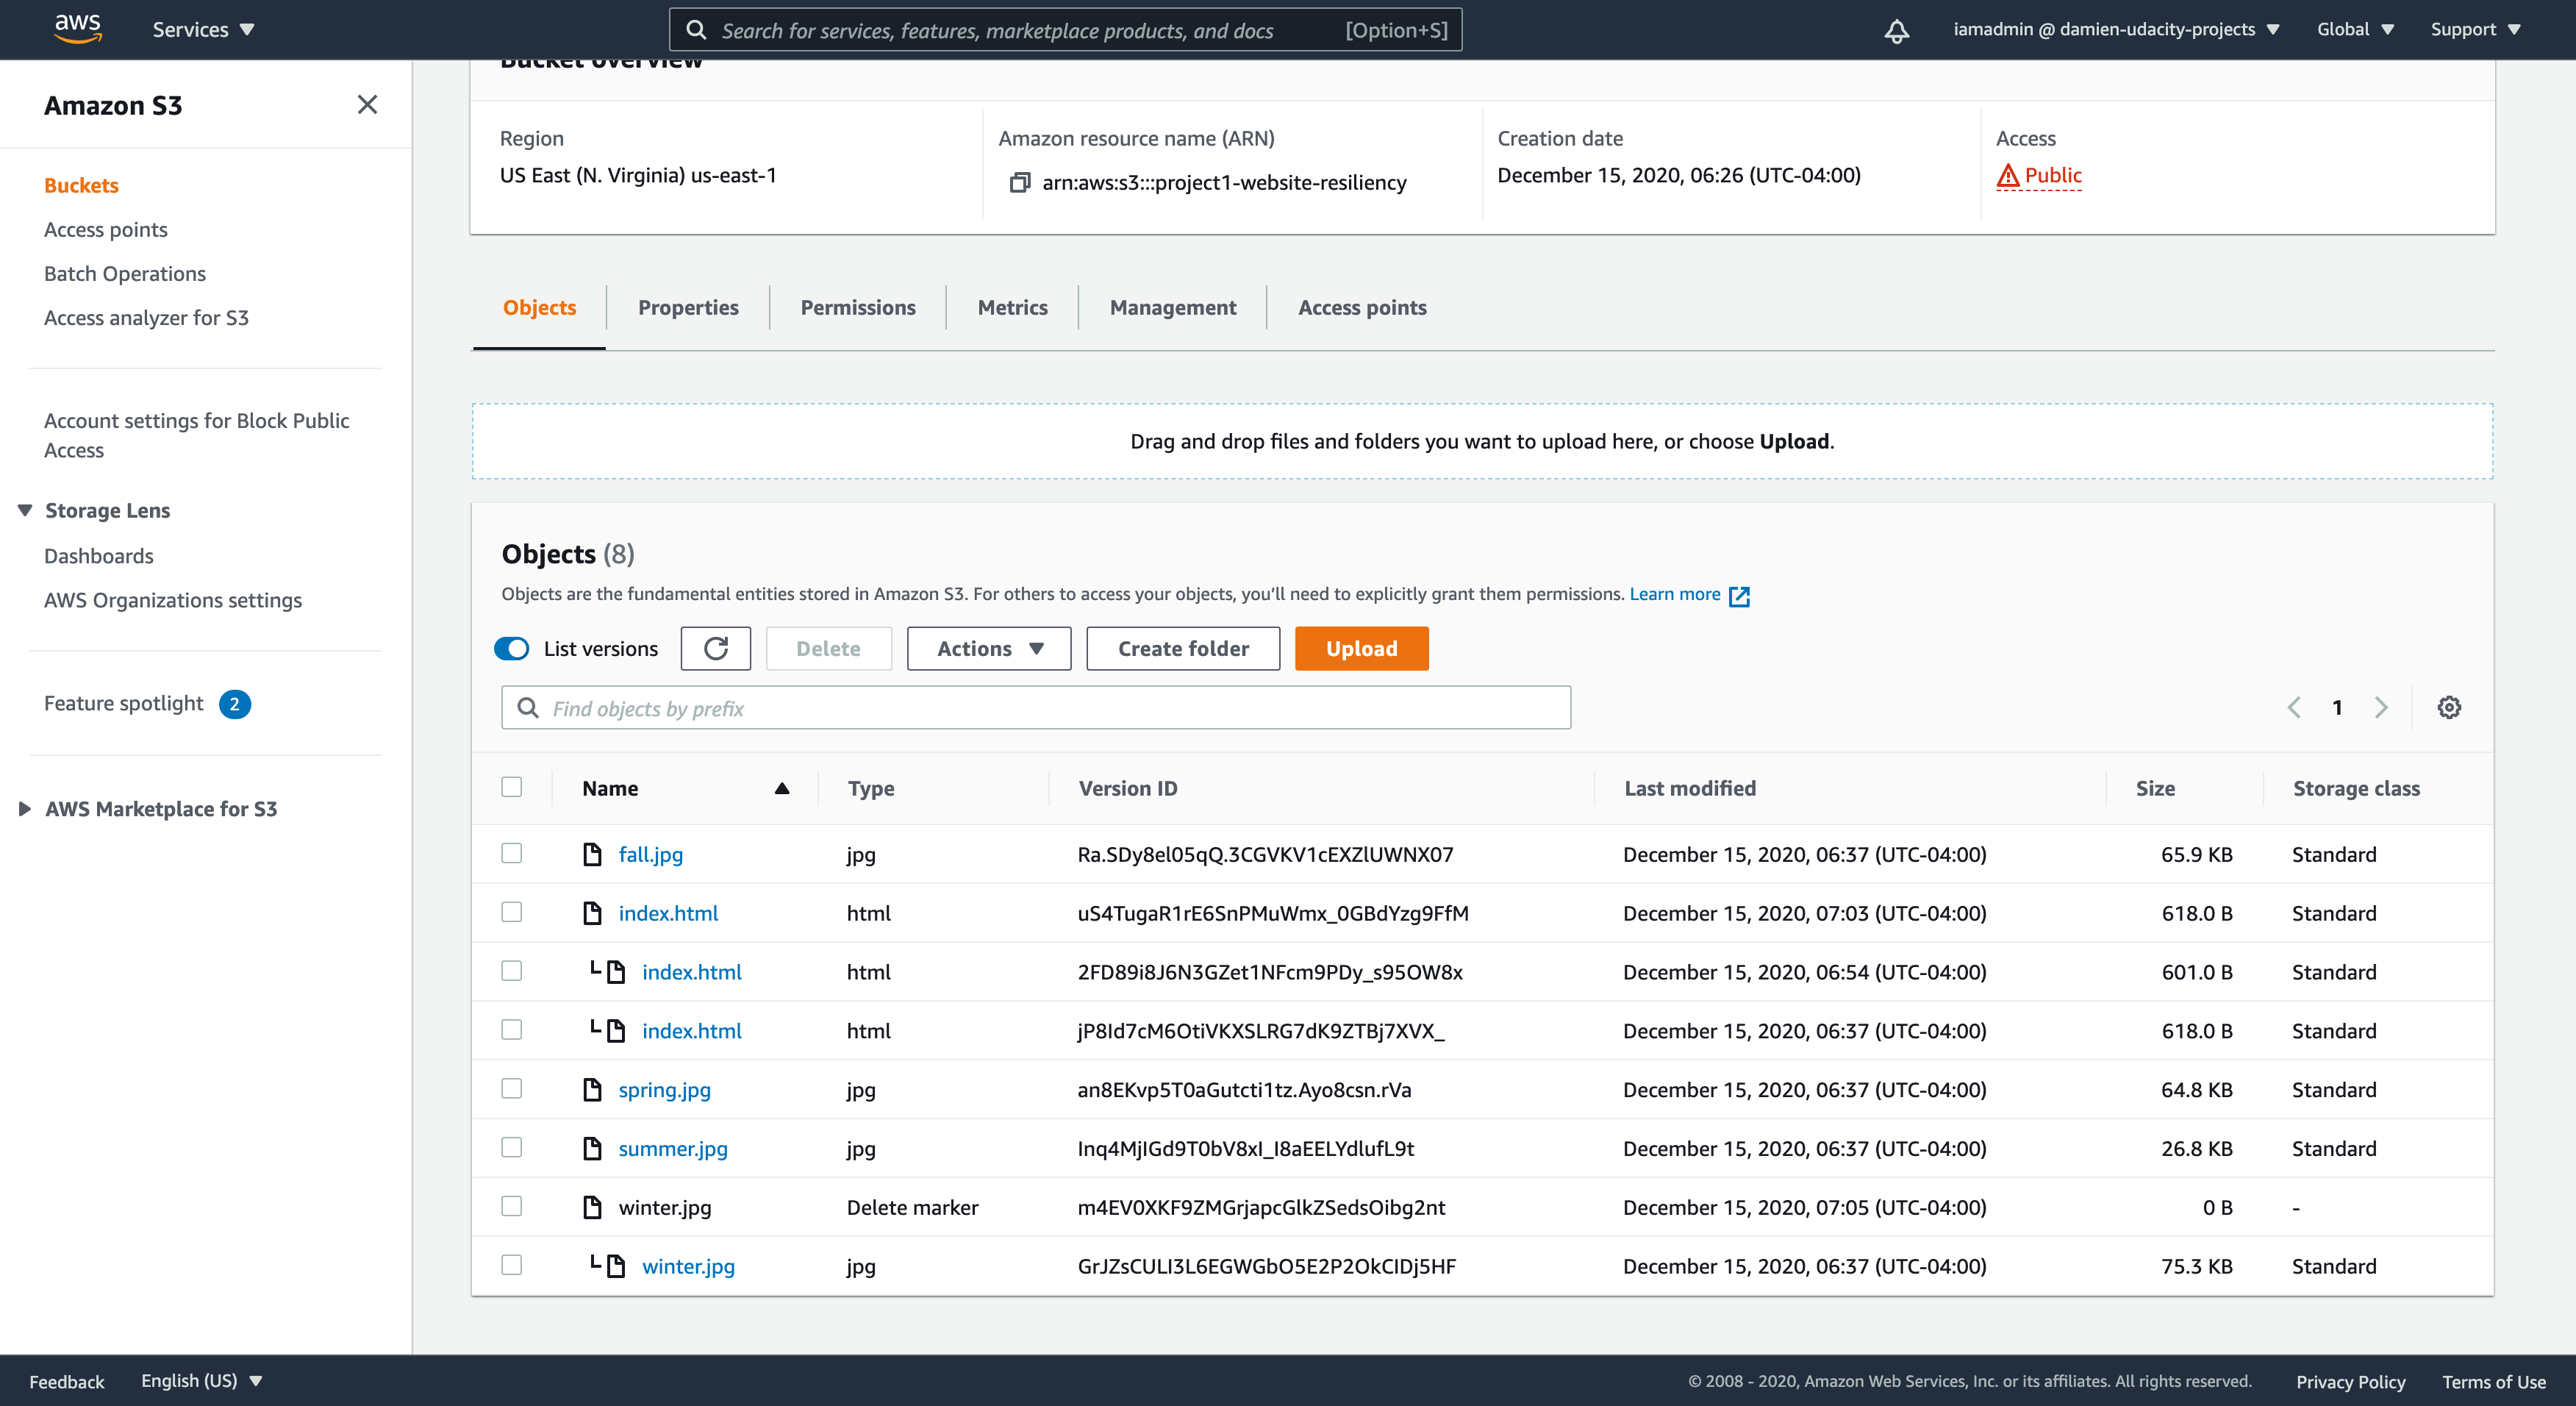 aws
Services
Search for services, features, marketplace products, and docs [Option+S]
iamadmin @ damien-udacity-projects
Global
Support
Amazon S3
Buckets
Access points
Batch Operations
Access analyzer for S3
Account settings for Block Public
Access
Storage Lens
Dashboards
AWS Organizations settings
Feature spotlight 2
AWS Marketplace for S3
Bucket overview
Region
US East (N. Virginia) us-east-1
Amazon resource name (ARN)
arn:aws:s3:::project1-website-resiliency
Creation date
December 15, 2020, 06:26 (UTC-04:00)
Access
Public
Objects Properties Permissions Metrics Management Access points
Drag and drop files and folders you want to upload here, or choose Upload.
Objects (8)
Objects are the fundamental entities stored in Amazon S3. For others to access your objects, you’ll need to explicitly grant them permissions. Learn more
List versions Delete Actions Create folder Upload
Find objects by prefix
1
Name Type Version ID Last modified Size Storage class
fall.jpg jpg Ra.SDy8el05qQ.3CGVKV1cEXZlUWNX07 December 15, 2020, 06:37 (UTC-04:00) 65.9 KB Standard
index.html html uS4TugaR1rE6SnPMuWmx_0GBdYzg9FfM December 15, 2020, 07:03 (UTC-04:00) 618.0 B Standard
index.html html 2FD89i8J6N3GZet1NFcm9PDy_s95OW8x December 15, 2020, 06:54 (UTC-04:00) 601.0 B Standard
index.html html jP8Id7cM6OtiVKXSLRG7dK9ZTBj7XVX_ December 15, 2020, 06:37 (UTC-04:00) 618.0 B Standard
spring.jpg jpg an8EKvp5T0aGutcti1tz.Ayo8csn.rVa December 15, 2020, 06:37 (UTC-04:00) 64.8 KB Standard
summer.jpg jpg Inq4MjIGd9T0bV8xI_I8aEELYdlufL9t December 15, 2020, 06:37 (UTC-04:00) 26.8 KB Standard
winter.jpg Delete marker m4EV0XKF9ZMGrjapcGlkZSedsOibg2nt December 15, 2020, 07:05 (UTC-04:00) 0 B -
winter.jpg jpg GrJZsCULI3L6EGWGbO5E2P2OkCIDj5HF December 15, 2020, 06:37 (UTC-04:00) 75.3 KB Standard
Feedback
English (US)
© 2008 - 2020, Amazon Web Services, Inc. or its affiliates. All rights reserved.
Privacy Policy
Terms of Use